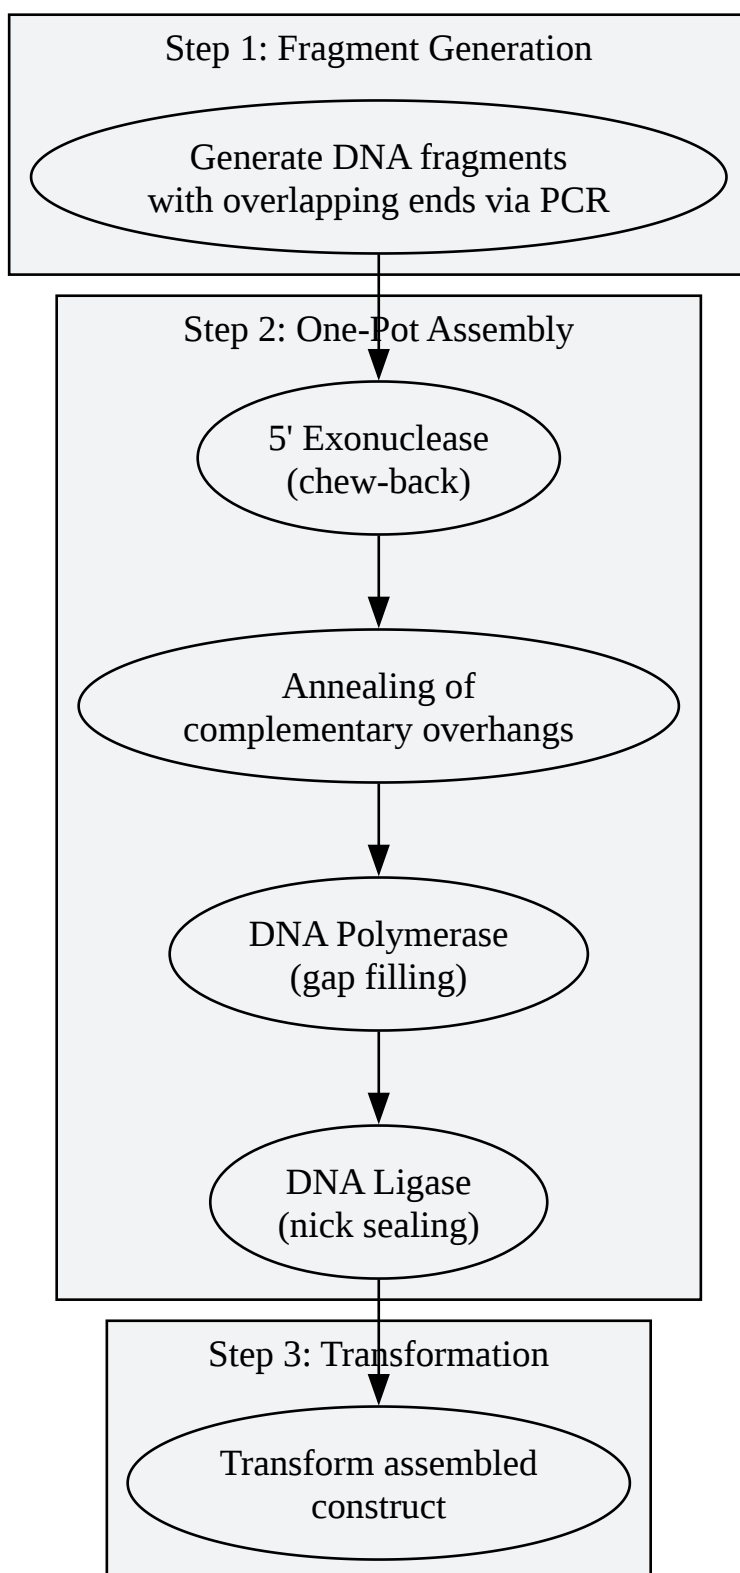 Step 1: Fragment Generation
Generate DNA fragments
with overlapping ends via PCR
Step 2: One-Pot Assembly
5' Exonuclease
(chew-back)
Annealing of
complementary overhangs
DNA Polymerase
(gap filling)
DNA Ligase
(nick sealing)
Step 3: Transformation
Transform assembled
construct